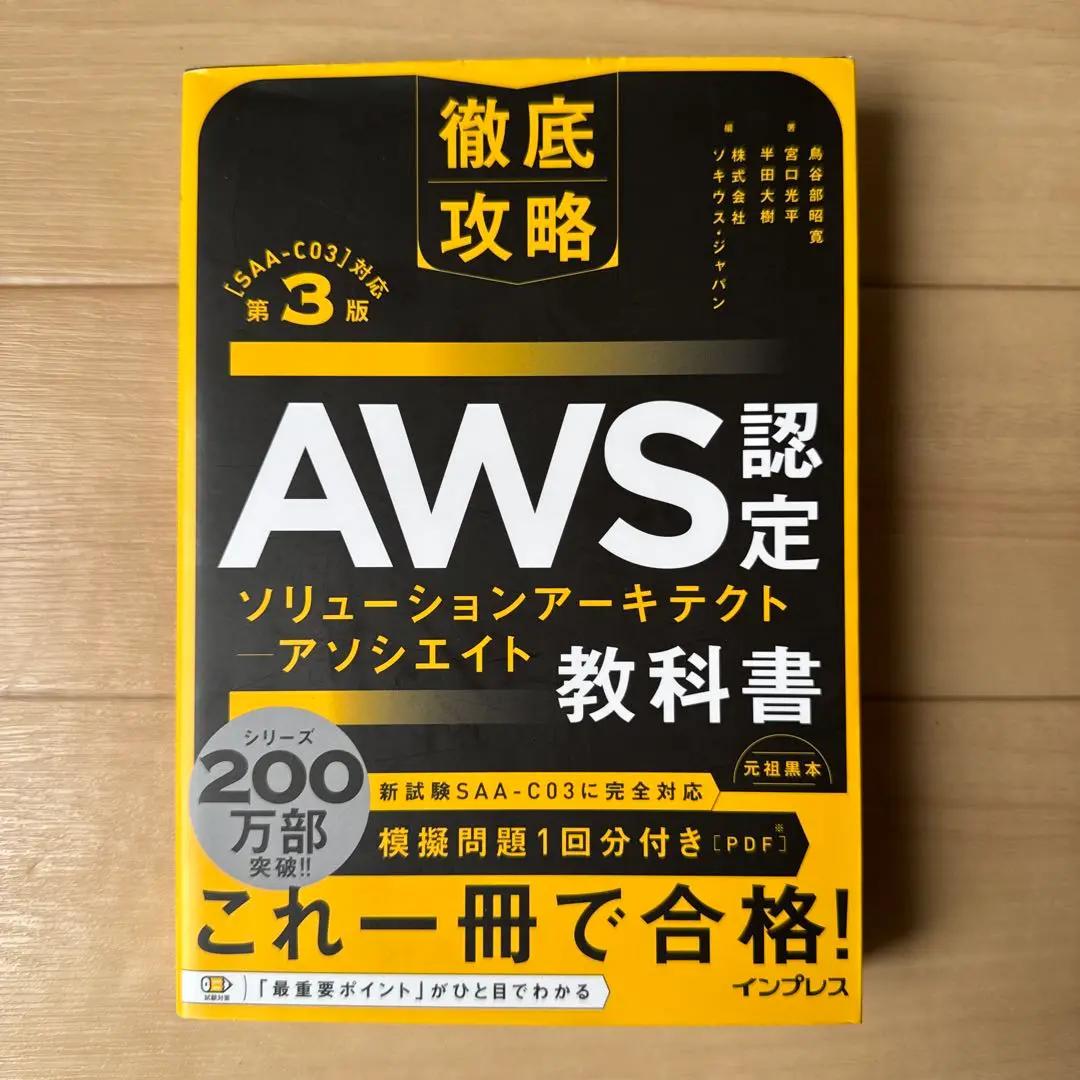 徹底
攻略
著
鳥谷部昭寛
宮口光平
半田大樹
編
株式会社
ソキウス・ジャパン
[SAA-C03]対応
第3版
AWS認定
ソリューションアーキテクト
―アソシエイト
教科書
元祖黒本
シリーズ
200
万部
突破!!
新試験SAA-C03に完全対応
模擬問題1回分付き[PDF]※
これ一冊で合格!
試験対策
「最重要ポイント」がひと目でわかる
インプレス